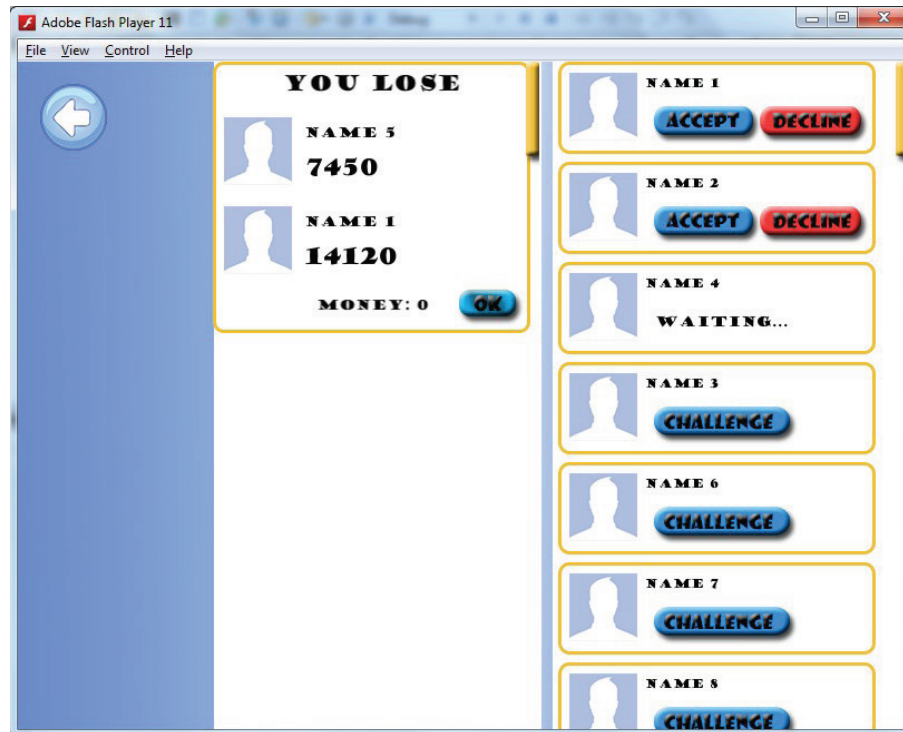 Adobe Flash Player 11
File View Control Help
YOU LOSE
NAME 5
7450
NAME 1
14120
MONEY: 0 OK
NAME 1
ACCEPT DECLINE
NAME 2
ACCEPT DECLINE
NAME 4
WAITING...
NAME 3
CHALLENGE
NAME 6
CHALLENGE
NAME 7
CHALLENGE
NAME 8
CHALLENGE